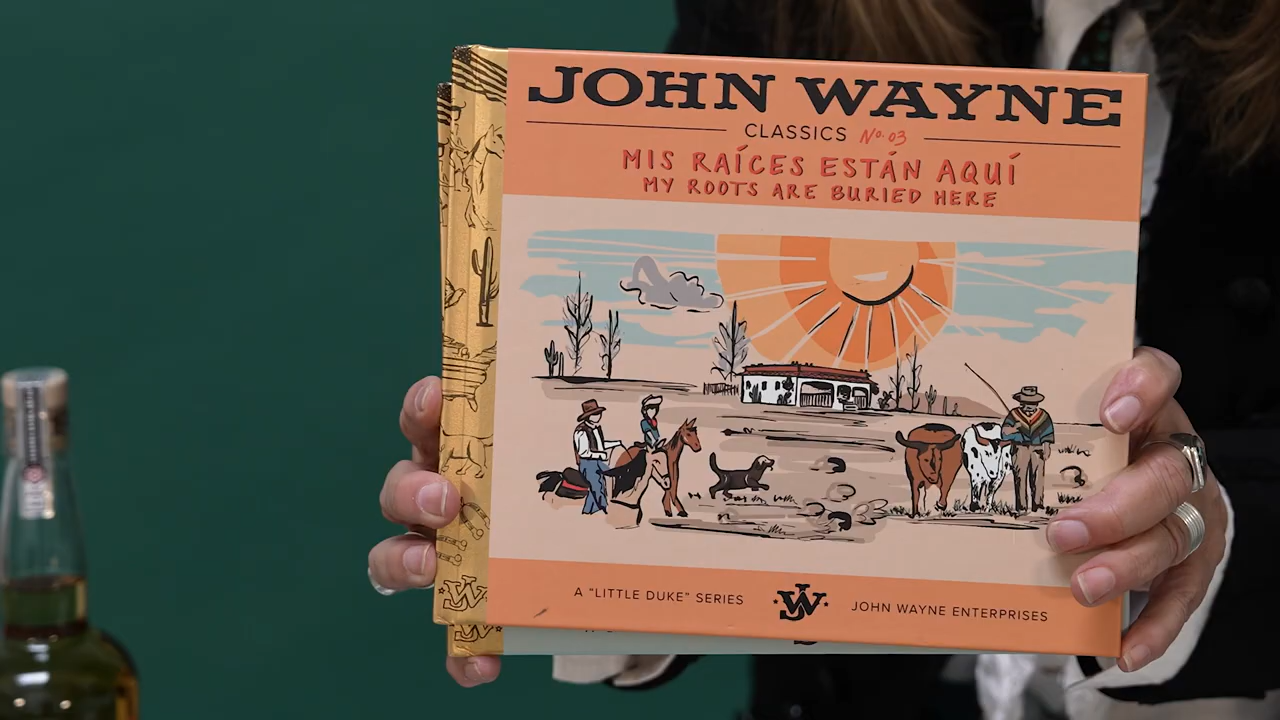 JOHN WAYNE
CLASSICS No. 03
MIS RAÍCES ESTÁN AQUÍ
MY ROOTS ARE BURIED HERE
A "LITTLE DUKE" SERIES
JW
JOHN WAYNE ENTERPRISES
JW